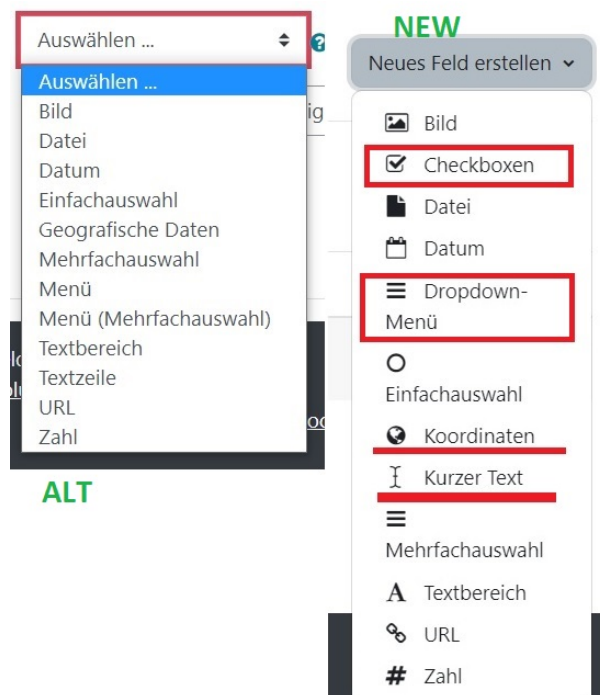 Auswählen ...
Auswählen ...
Bild
Datei
Datum
Einfachauswahl
Geografische Daten
Mehrfachauswahl
Menü
Menü (Mehrfachauswahl)
Textbereich
Textzeile
URL
Zahl
ALT
NEW
Neues Feld erstellen
Bild
Checkboxen
Datei
Datum
Dropdown-
Menü
Einfachauswahl
Koordinaten
Kurzer Text
Mehrfachauswahl
Textbereich
URL
Zahl